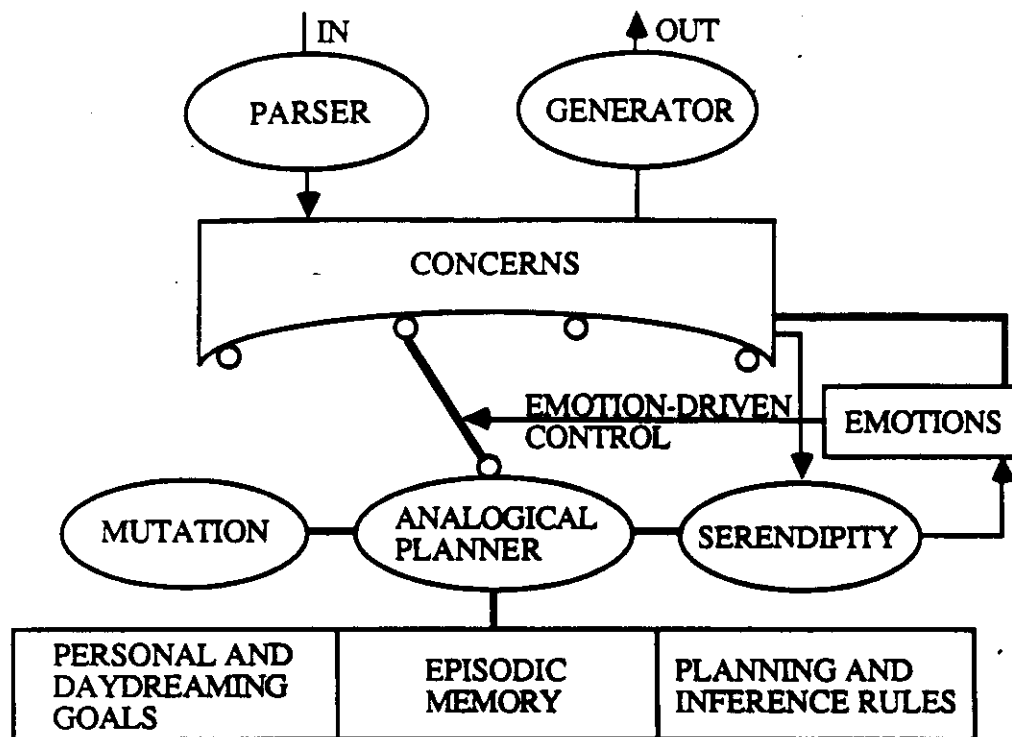 IN
OUT
PARSER
GENERATOR
CONCERNS
EMOTION-DRIVEN
CONTROL
EMOTIONS
MUTATION
ANALOGICAL
PLANNER
SERENDIPITY
PERSONAL AND
DAYDREAMING
GOALS
EPISODIC
MEMORY
PLANNING AND
INFERENCE RULES